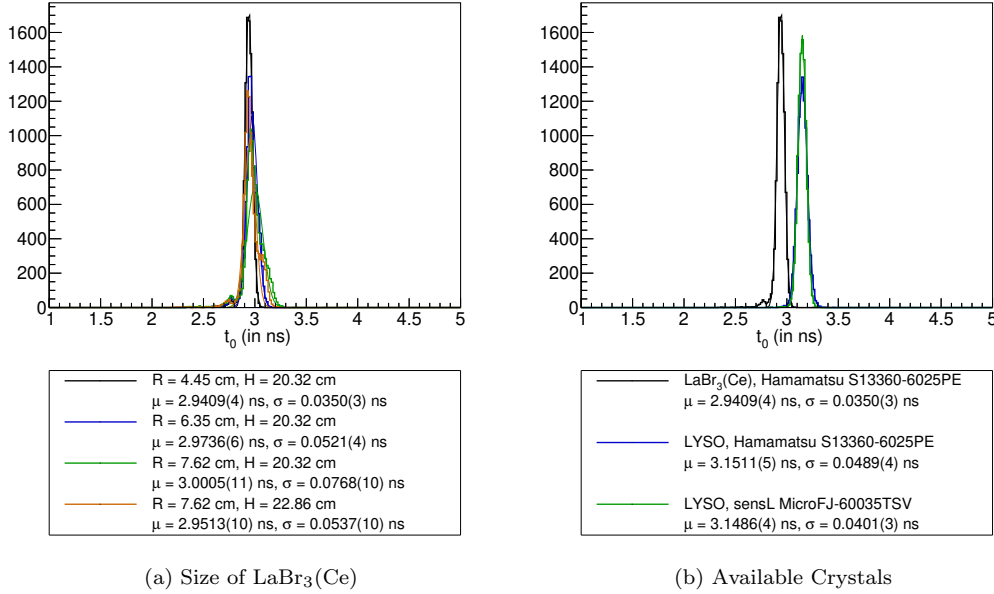 1600
1400
1200
1000
800
600
400
200
0
1 1.5 2 2.5 3 3.5 4 4.5 5
t0 (in ns)
R = 4.45 cm, H = 20.32 cm
μ = 2.9409(4) ns, σ = 0.0350(3) ns
R = 6.35 cm, H = 20.32 cm
μ = 2.9736(6) ns, σ = 0.0521(4) ns
R = 7.62 cm, H = 20.32 cm
μ = 3.0005(11) ns, σ = 0.0768(10) ns
R = 7.62 cm, H = 22.86 cm
μ = 2.9513(10) ns, σ = 0.0537(10) ns
(a) Size of LaBr3(Ce)
1600
1400
1200
1000
800
600
400
200
0
1 1.5 2 2.5 3 3.5 4 4.5 5
t0 (in ns)
LaBr3(Ce), Hamamatsu S13360-6025PE
μ = 2.9409(4) ns, σ = 0.0350(3) ns
LYSO, Hamamatsu S13360-6025PE
μ = 3.1511(5) ns, σ = 0.0489(4) ns
LYSO, sensL MicroFJ-60035TSV
μ = 3.1486(4) ns, σ = 0.0401(3) ns
(b) Available Crystals